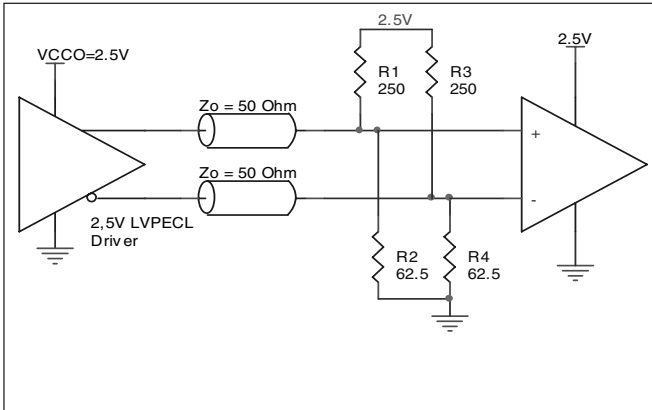 2.5V
VCCO=2.5V
2.5V
R1
250
R3
250
Zo = 50 Ohm
+
Zo = 50 Ohm
-
2,5V LVPECL
Driver
R2
62.5
R4
62.5